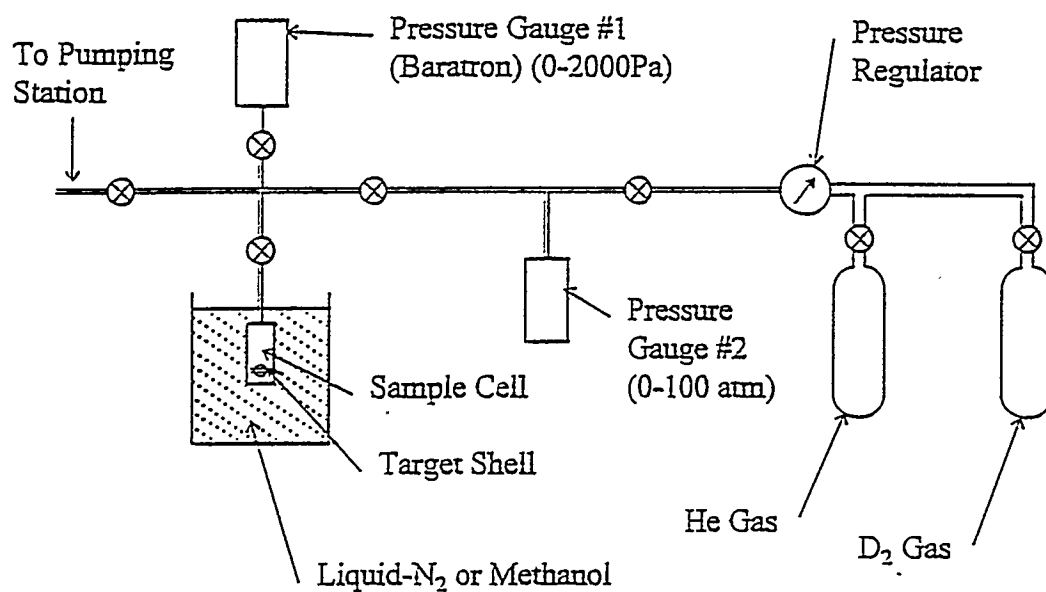 To Pumping
Station
Pressure Gauge #1
(Baratron) (0-2000Pa)
Pressure
Regulator
Pressure
Gauge #2
(0-100 atm)
Sample Cell
Target Shell
He Gas
D₂ Gas
Liquid-N₂ or Methanol